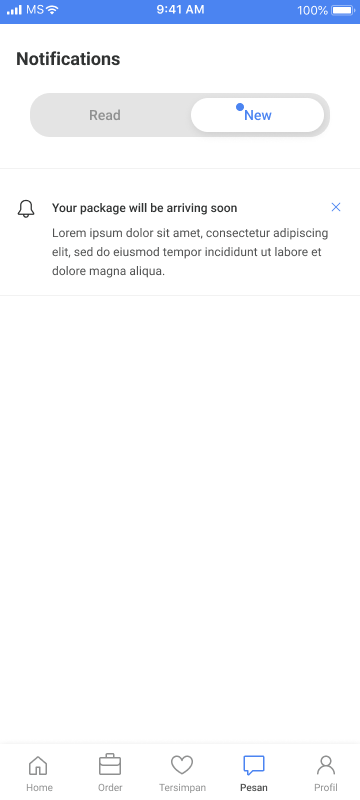 MS 9:41 AM 100%
Notifications
Read New
Your package will be arriving soon
Lorem ipsum dolor sit amet, consectetur adipiscing
elit, sed do eiusmod tempor incididunt ut labore et
dolore magna aliqua.
Home Order Tersimpan Pesan Profil